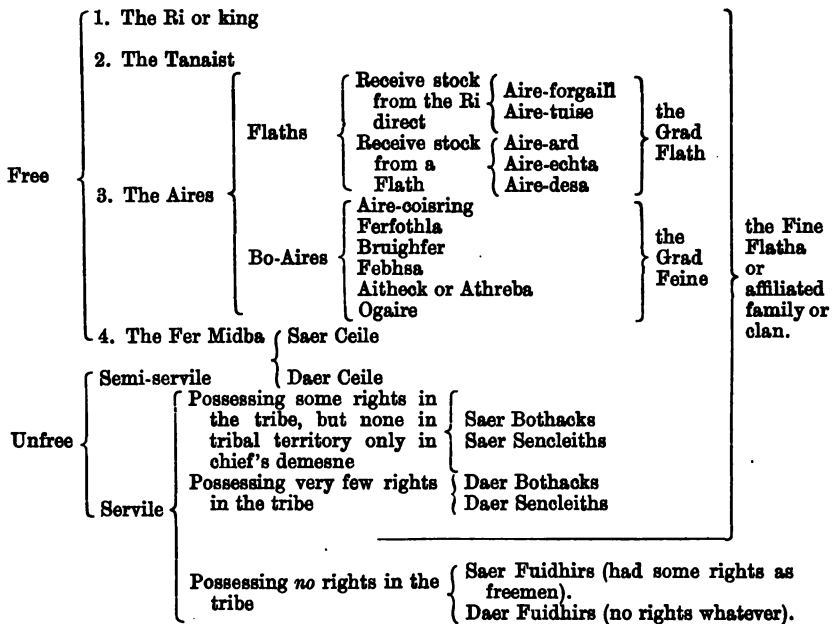 1. The Ri or king
2. The Tanaist
Free
3. The Aires
Flaths
Receive stock
from the Ri
direct
Aire-forgaill
Aire-tuise
Receive stock
from a
Flath
Aire-ard
Aire-echta
Aire-desa
the
Grad
Flath
Bo-Aires
Aire-coisring
Ferfothla
Bruighfer
Febhsa
Aitheck or Athreba
Ogaire
the
Grad
Feine
4. The Fer Midba
Saer Ceile
Daer Ceile
the Fine
Flatha
or
affiliated
family or
clan.
Unfree
Semi-servile
Servile
Possessing some rights in
the tribe, but none in
tribal territory only in
chief's demesne
Saer Bothacks
Saer Sencleiths
Possessing very few rights
in the tribe
Daer Bothacks
Daer Sencleiths
Possessing no rights in the
tribe
Saer Fuidhirs (had some rights as
freemen).
Daer Fuidhirs (no rights whatever).